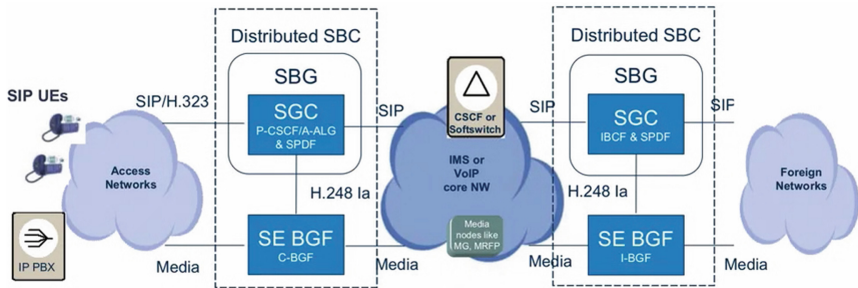 Distributed SBC
SBG
SIP UEs
SIP/H.323
SGC
P-CSCF/A-ALG
& SPDF
SIP
CSCF or
Softswitch
Access
Networks
IMS or
VoIP
core NW
H.248 Ia
Media
nodes like
MG, MRFP
IP PBX
Media
SE BGF
C-BGF
Media
Distributed SBC
SBG
SIP
SGC
IBCF & SPDF
SIP
Foreign
Networks
H.248 Ia
Media
SE BGF
I-BGF
Media